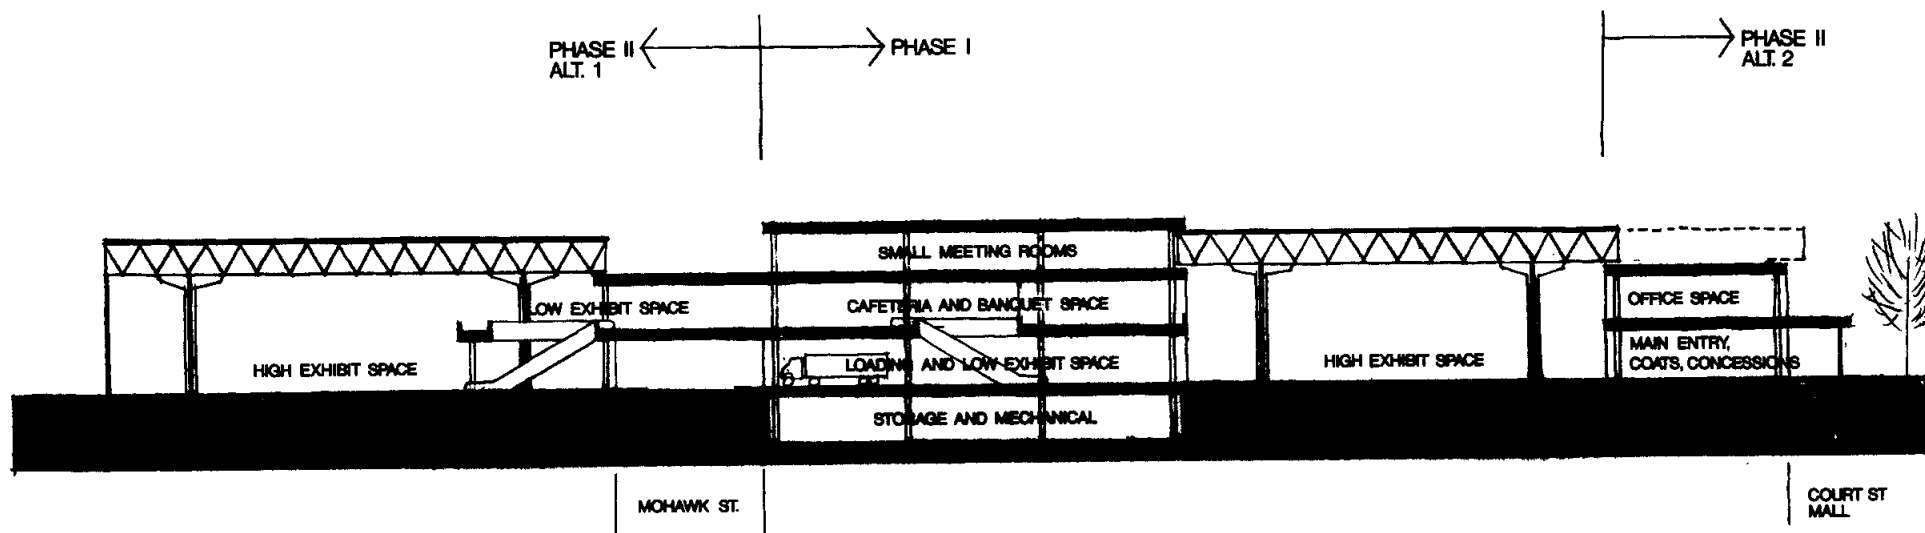 PHASE II
ALT. 1
PHASE I
PHASE II
ALT. 2
SMALL MEETING ROOMS
LOW EXHIBIT SPACE
CAFETERIA AND BANQUET SPACE
OFFICE SPACE
HIGH EXHIBIT SPACE
LOADING AND LOW EXHIBIT SPACE
HIGH EXHIBIT SPACE
MAIN ENTRY,
COATS, CONCESSIONS
STORAGE AND MECHANICAL
MOHAWK ST.
COURT ST
MALL